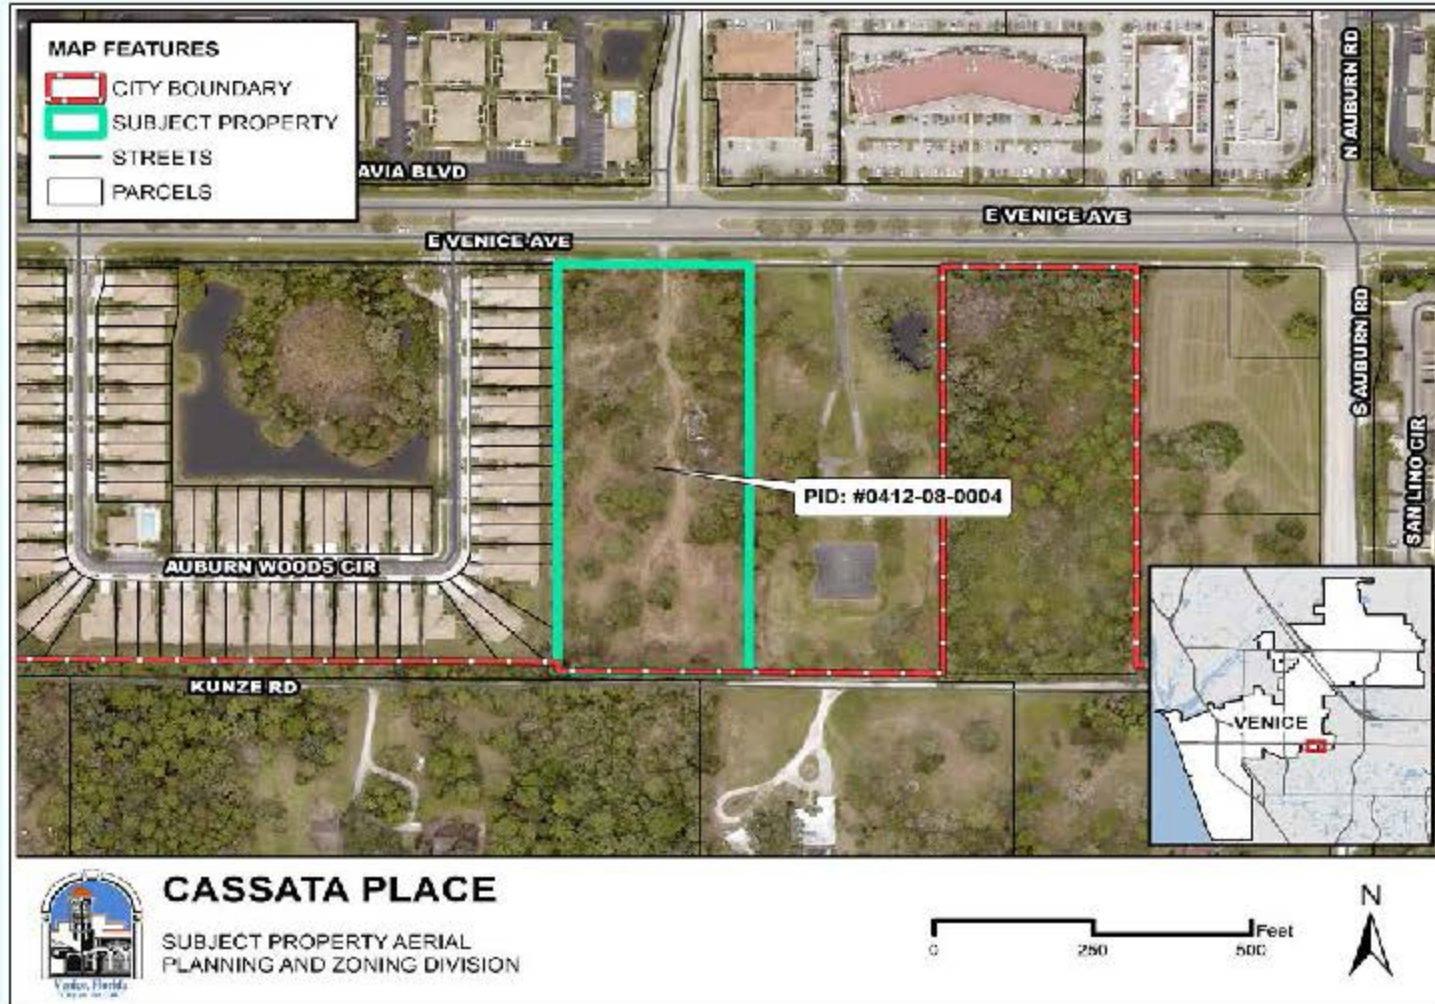 MAP FEATURES
CITY BOUNDARY
SUBJECT PROPERTY
STREETS
PARCELS
AVIA BLVD
N AUBURN RD
E VENICE AVE
E VENICE AVE
S AUBURN RD
SAN LINO CIR
PID: #0412-08-0004
AUBURN WOODS CIR
KUNZE RD
VENICE
CASSATA PLACE
SUBJECT PROPERTY AERIAL
PLANNING AND ZONING DIVISION
Venice, Florida
0 250 500 Feet
N